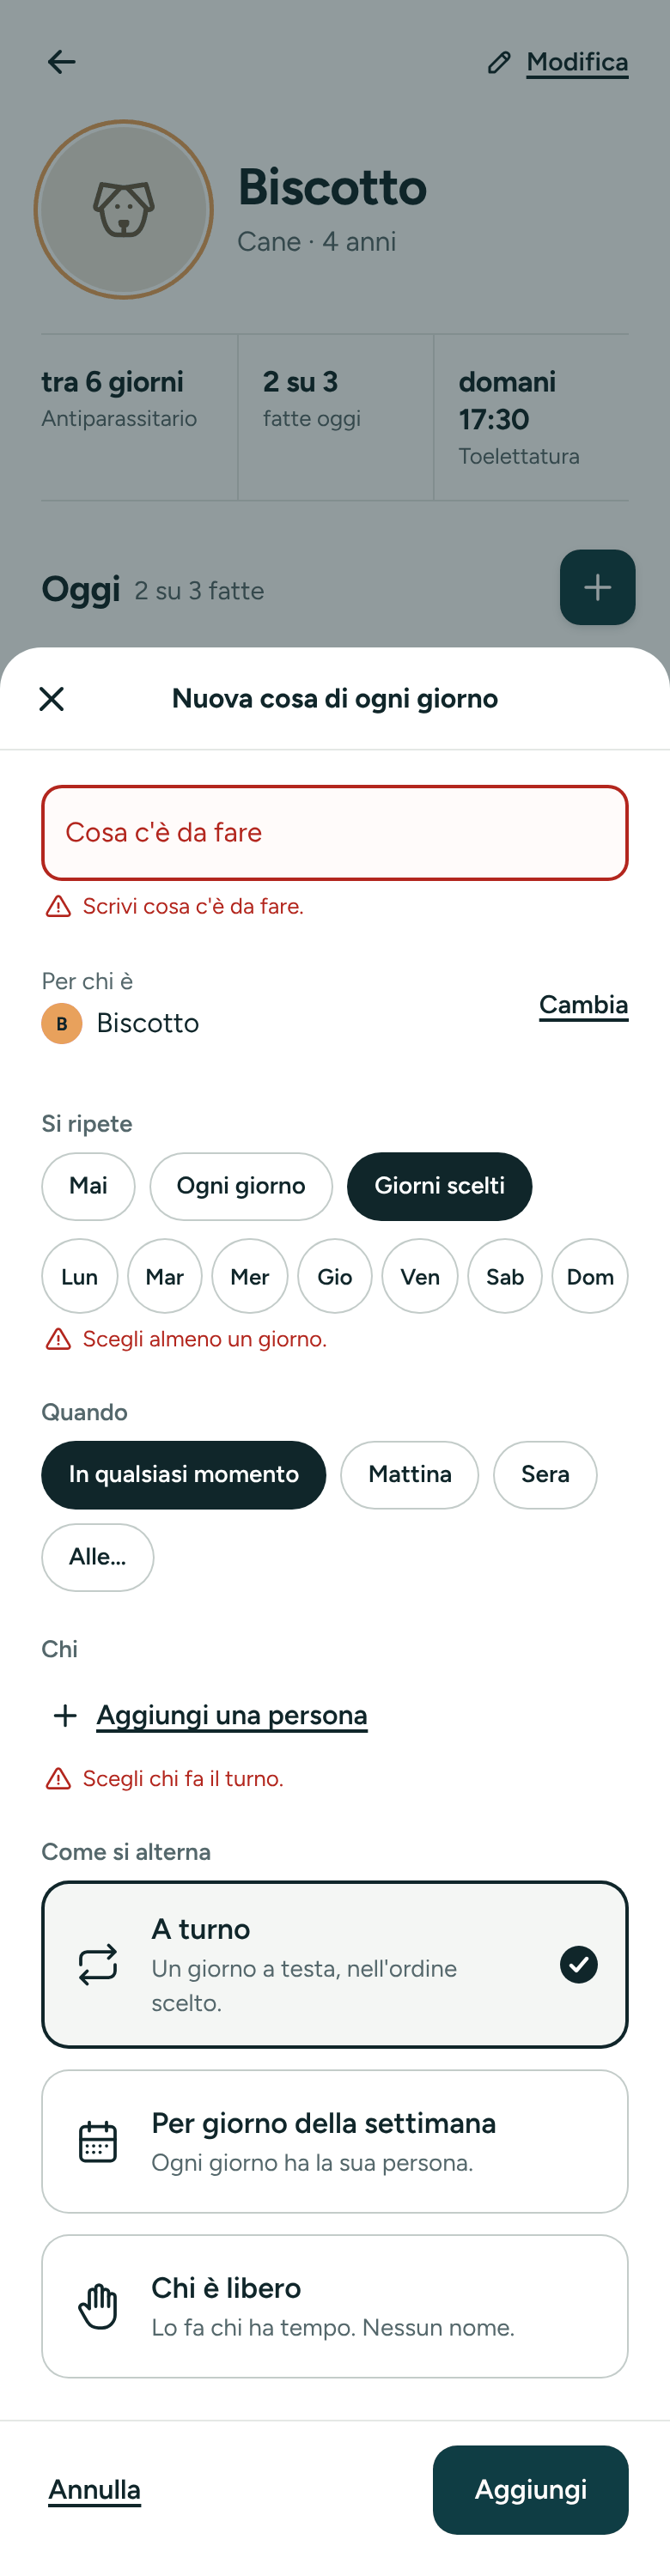 Modifica
Biscotto
Cane · 4 anni
tra 6 giorni
Antiparassitario
2 su 3
fatte oggi
domani
17:30
Toelettatura
Oggi 2 su 3 fatte
Nuova cosa di ogni giorno
Cosa c'è da fare
Scrivi cosa c'è da fare.
Per chi è
B Biscotto
Cambia
Si ripete
Mai Ogni giorno Giorni scelti
Lun Mar Mer Gio Ven Sab Dom
Scegli almeno un giorno.
Quando
In qualsiasi momento Mattina Sera
Alle...
Chi
Aggiungi una persona
Scegli chi fa il turno.
Come si alterna
A turno
Un giorno a testa, nell'ordine
scelto.
Per giorno della settimana
Ogni giorno ha la sua persona.
Chi è libero
Lo fa chi ha tempo. Nessun nome.
Annulla Aggiungi